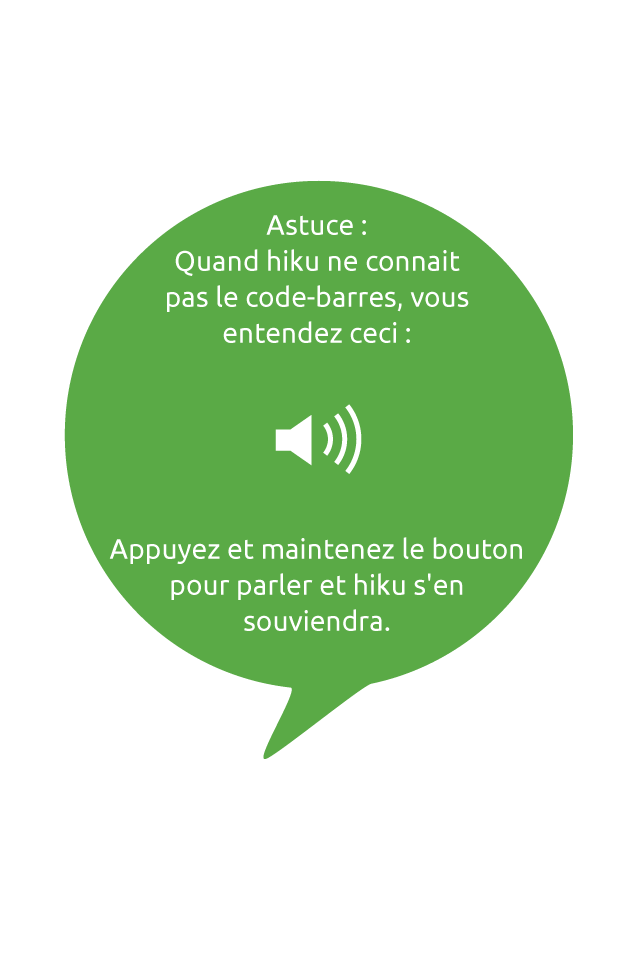 Astuce :
Quand hiku ne connait
pas le code-barres, vous
entendez ceci :
Appuyez et maintenez le bouton
pour parler et hiku s'en
souviendra.